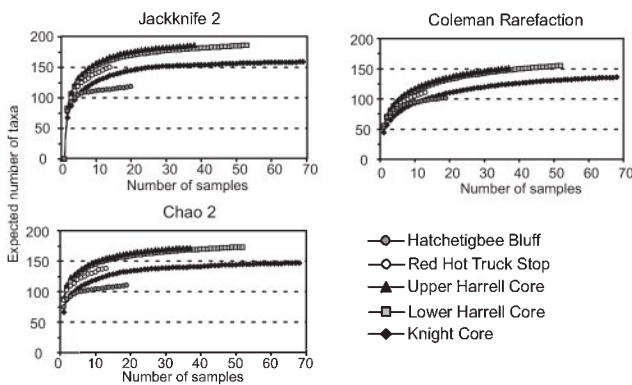 Jackknife 2
200
150
100
50
0
0 10 20 30 40 50 60 70
Number of samples
Coleman Rarefaction
200
150
100
50
0
0 10 20 30 40 50 60 70
Number of samples
Expected number of taxa
Chao 2
200
150
100
50
0
0 10 20 30 40 50 60 70
Number of samples
Hatchetigbee Bluff
Red Hot Truck Stop
Upper Harrell Core
Lower Harrell Core
Knight Core